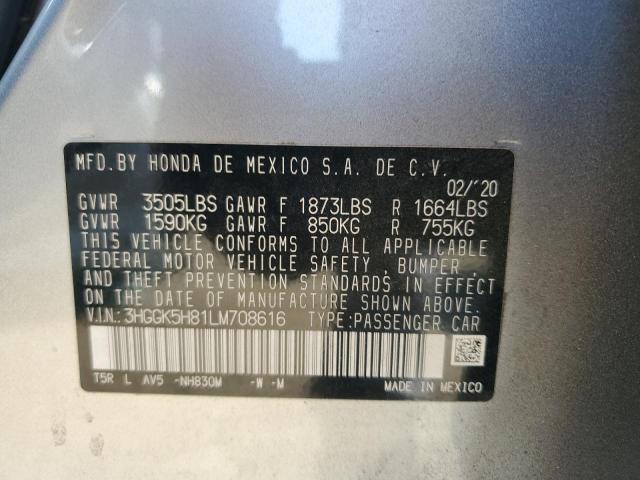 MFD. BY HONDA DE MEXICO S.A. DE C.V.
02/'20
GVWR 3505LBS GAWR F 1873LBS R 1664LBS
GVWR 1590KG GAWR F 850KG R 755KG
THIS VEHICLE CONFORMS TO ALL APPLICABLE
FEDERAL MOTOR VEHICLE SAFETY , BUMPER ,
AND THEFT PREVENTION STANDARDS IN EFFECT
ON THE DATE OF MANUFACTURE SHOWN ABOVE.
V.I.N.: 3HGGK5H81LM708616 TYPE:PASSENGER CAR
T5R L AV5 -NH830M -W -M
MADE IN MEXICO